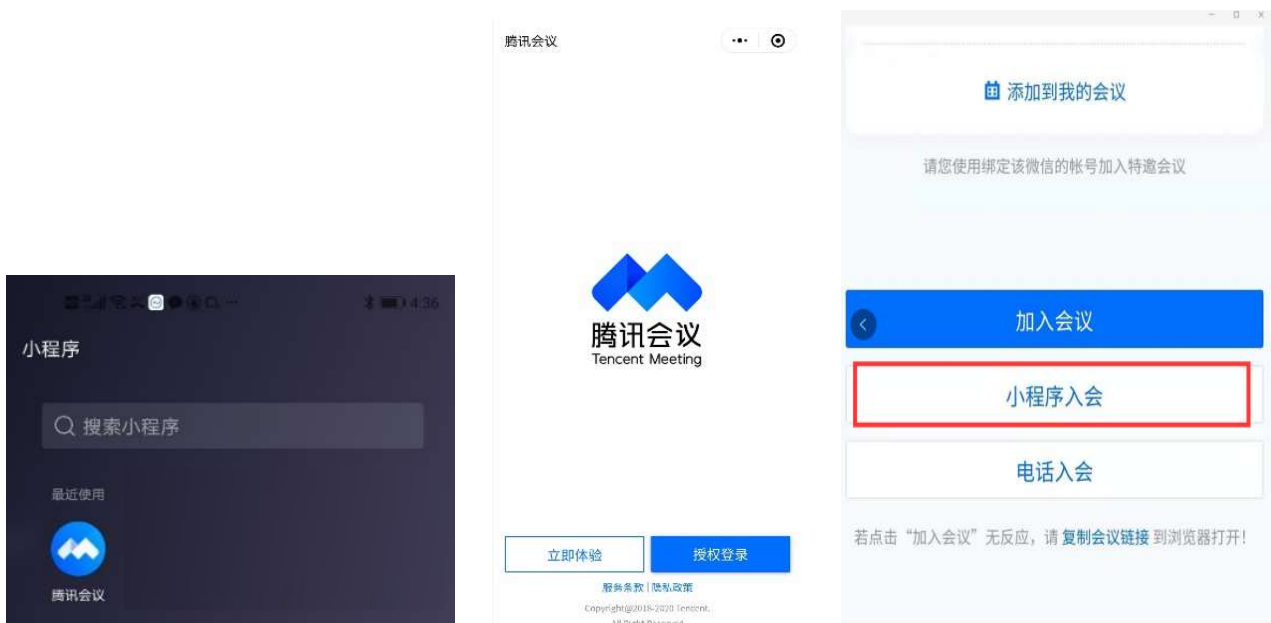 4:36
小程序
搜索小程序
最近使用
腾讯会议
腾讯会议
腾讯会议
Tencent Meeting
立即体验
授权登录
服务条款 | 隐私政策
Copyright@2018-2020 Tencent.
All Right Reserved
添加到我的会议
请您使用绑定该微信的帐号加入特邀会议
加入会议
小程序入会
电话入会
若点击“加入会议”无反应，请 复制会议链接 到浏览器打开！